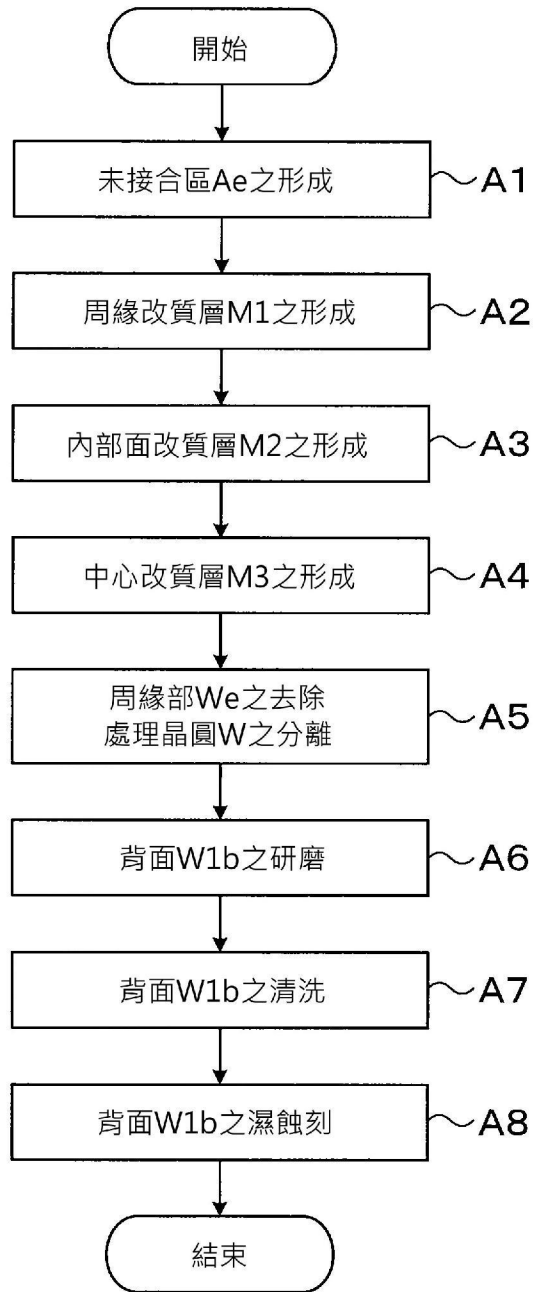 開始
未接合區Ae之形成
A1
周緣改質層M1之形成
A2
內部面改質層M2之形成
A3
中心改質層M3之形成
A4
周緣部We之去除
處理晶圓W之分離
A5
背面W1b之研磨
A6
背面W1b之清洗
A7
背面W1b之濕蝕刻
A8
結束